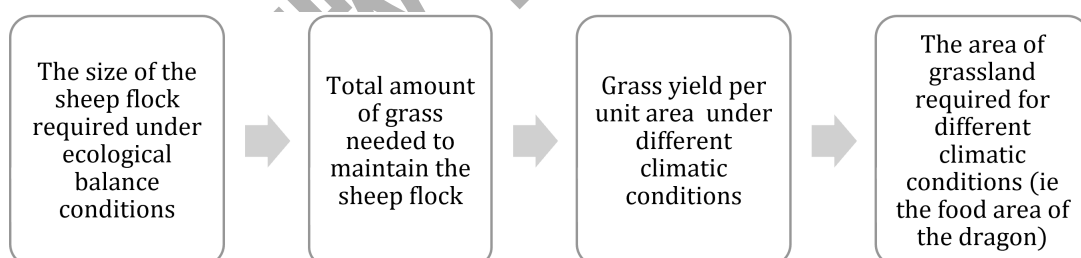 The size of the
sheep flock
required under
ecological
balance
conditions
Total amount
of grass
needed to
maintain the
sheep flock
Grass yield per
unit area under
different
climatic
conditions
The area of
grassland
required for
different
climatic
conditions (ie
the food area of
the dragon)